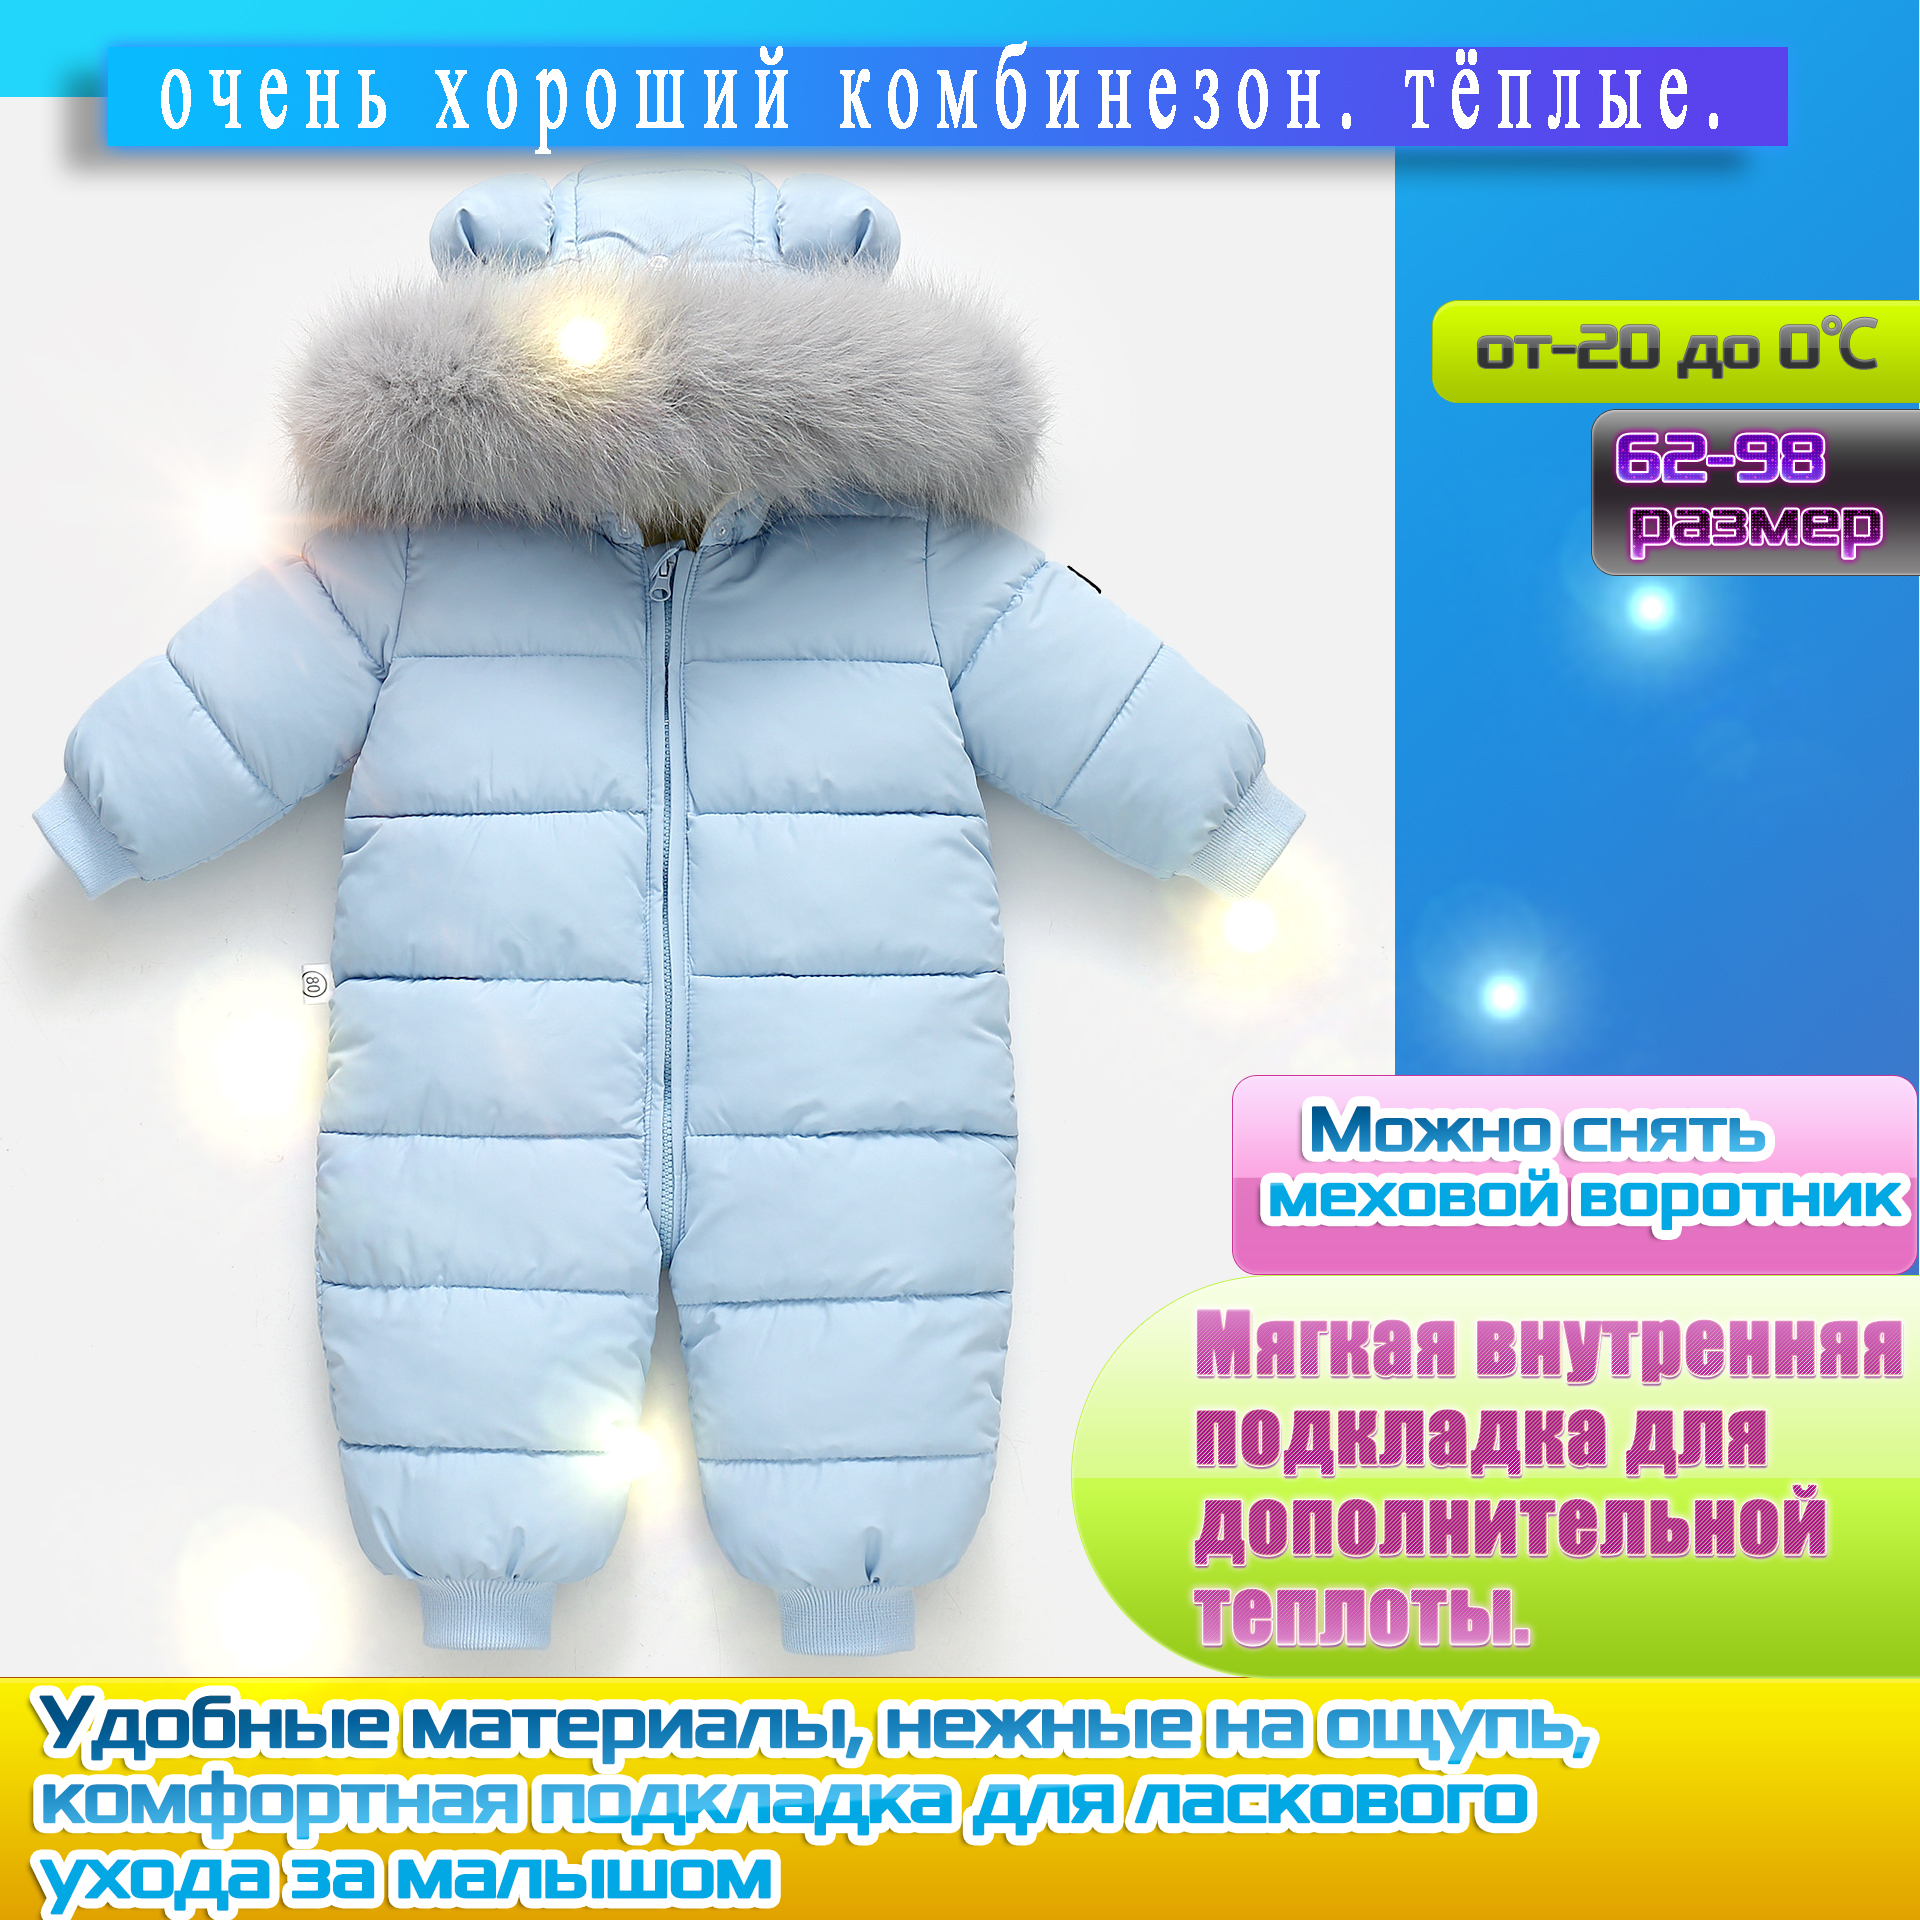 очень хороший комбинезон. тёплые.
от-20 до 0℃
62-98
размер
80
Можно снять
меховой воротник
Мягкая внутренняя
подкладка для
дополнительной
теплоты.
Удобные материалы, нежные на ощупь,
комфортная подкладка для ласкового
ухода за малышом